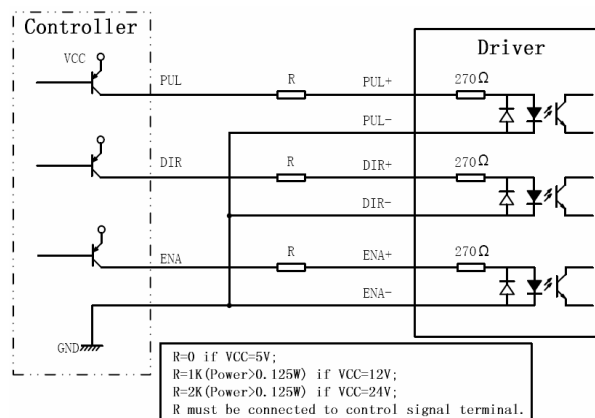 Controller
Driver
VCC
PUL
R
PUL+
270Ω
PUL-
DIR
R
DIR+
270Ω
DIR-
ENA
R
ENA+
270Ω
ENA-
GND
R=0 if VCC=5V;
R=1K(Power>0.125W) if VCC=12V;
R=2K(Power>0.125W) if VCC=24V;
R must be connected to control signal terminal.